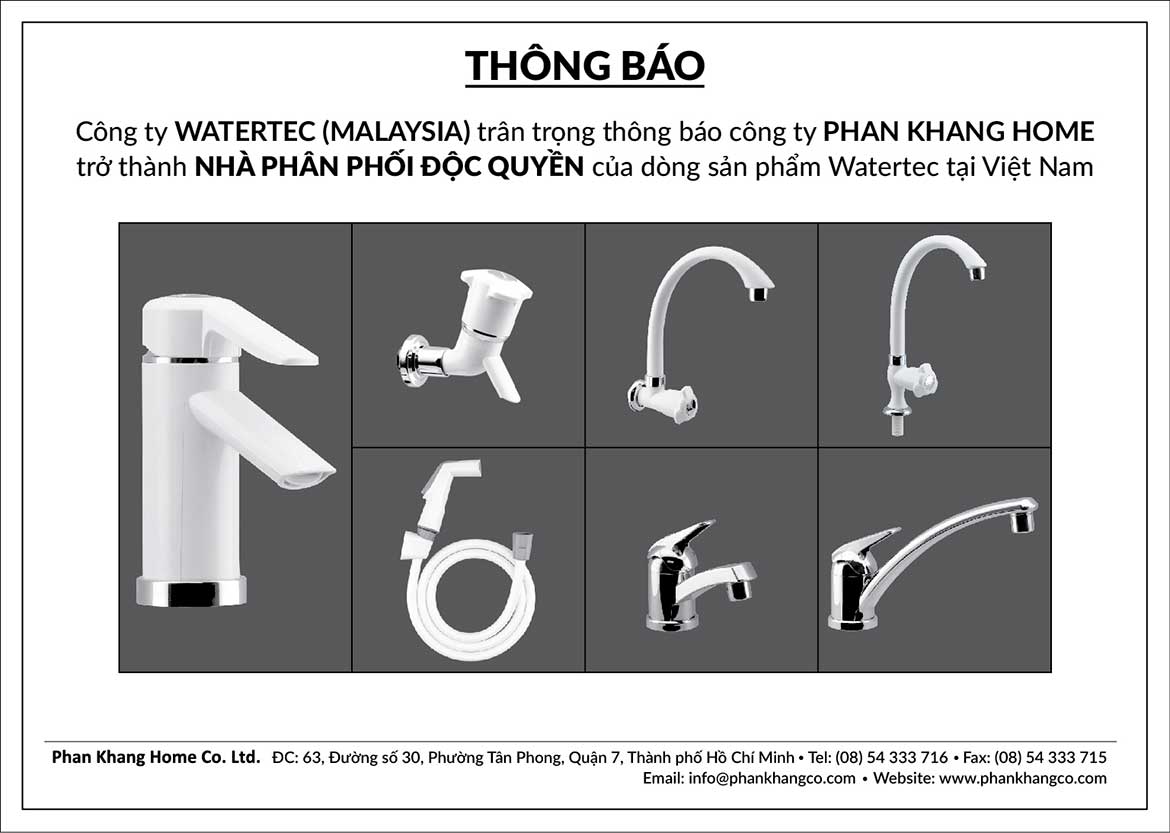 THÔNG BÁO
Công ty WATERTEC (MALAYSIA) trân trọng thông báo công ty PHAN KHANG HOME
trở thành NHÀ PHÂN PHỐI ĐỘC QUYỀN của dòng sản phẩm Watertec tại Việt Nam
Phan Khang Home Co. Ltd. ĐC: 63, Đường số 30, Phường Tân Phong, Quận 7, Thành phố Hồ Chí Minh • Tel: (08) 54 333 716 • Fax: (08) 54 333 715
Email: info@phankhangco.com • Website: www.phankhangco.com